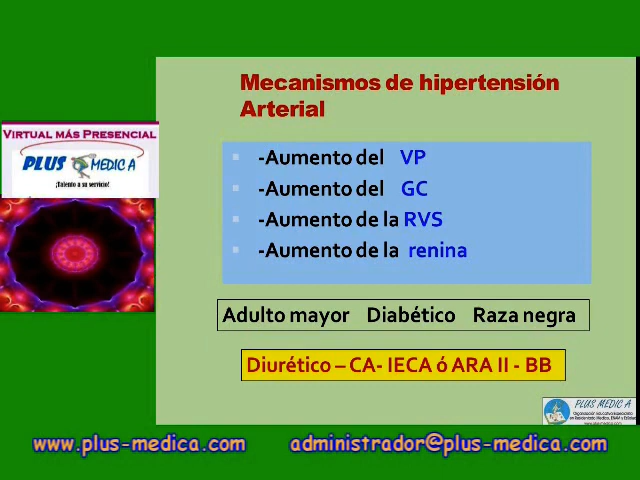 Mecanismos de hipertensión
Arterial
VIRTUAL MÁS PRESENCIAL
PLUS MEDICA
¡Talento a su servicio!
-Aumento del VP
-Aumento del GC
-Aumento de la RVS
-Aumento de la renina
Adulto mayor Diabético Raza negra
Diurético – CA- IECA ó ARA II - BB
PLUS MEDICA
www.plus-medica.com administrador@plus-medica.com